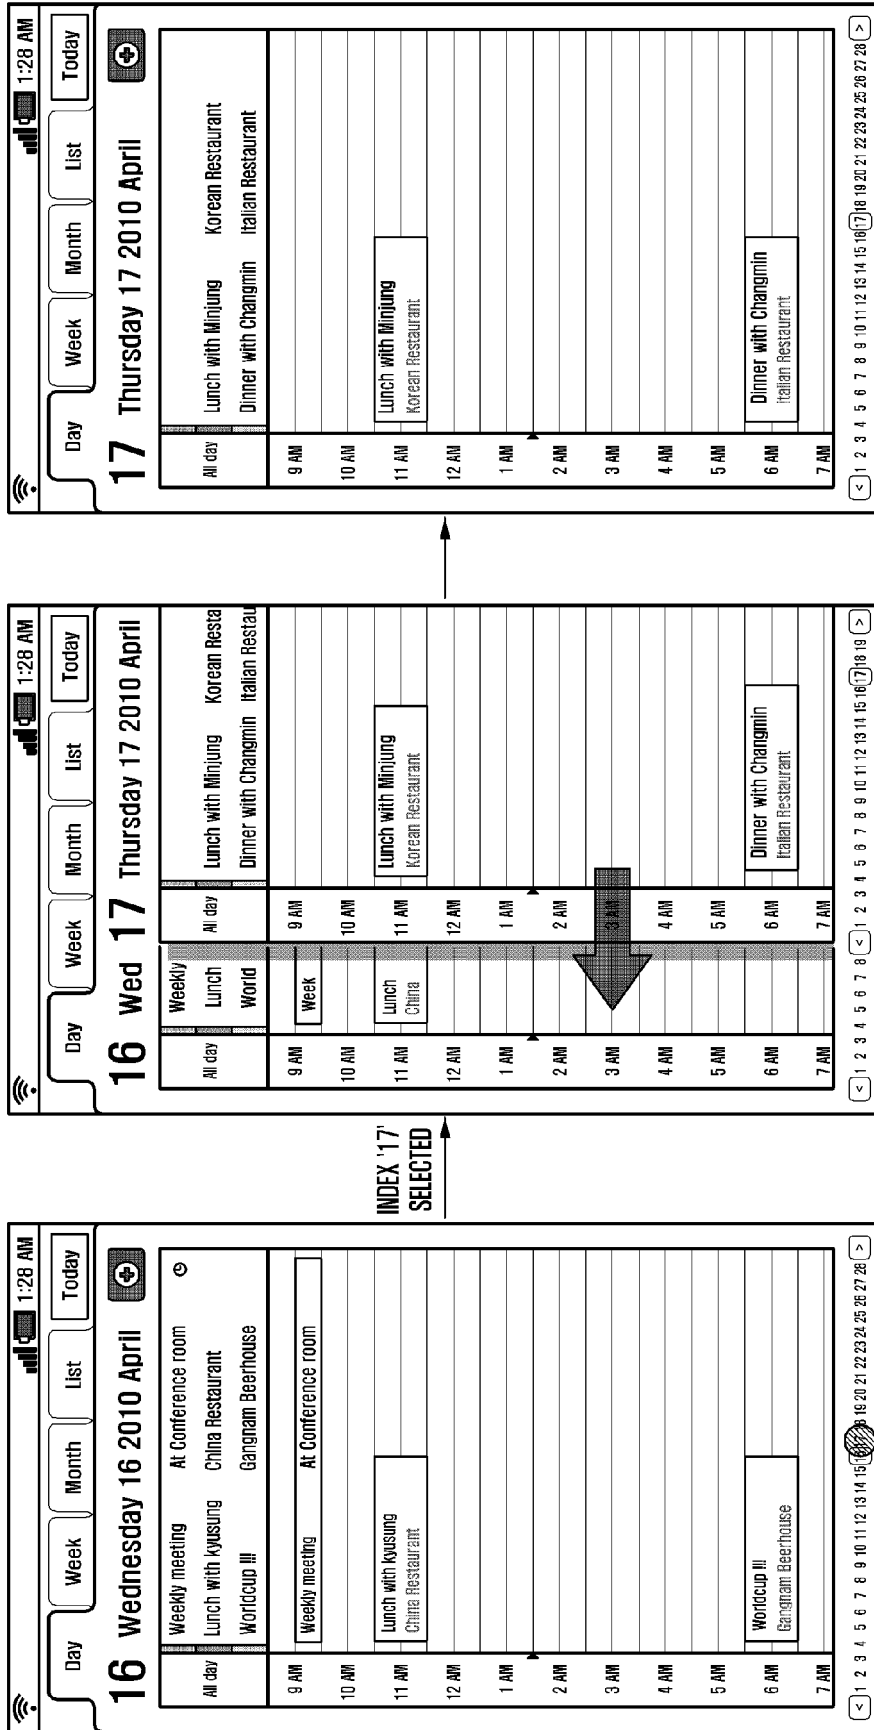 1:28 AM
Day Week Month List Today
16 Wednesday 16 2010 April
All day
Weekly meeting At Conference room
Lunch with kyusung China Restaurant
Worldcup !!! Gangnam Beerhouse
9 AM Weekly meeting At Conference room
10 AM
11 AM Lunch with kyusung
China Restaurant
12 AM
1 AM
2 AM
3 AM
4 AM
5 AM
6 AM Worldcup !!!
Gangnam Beerhouse
7 AM
< 1 2 3 4 5 6 7 8 9 10 11 12 13 14 15 16 17 18 19 20 21 22 23 24 25 26 27 28 >
INDEX '17'
SELECTED
1:28 AM
Day Week Month List Today
16 Wed 17 Thursday 17 2010 April
All day
Weekly
Lunch
World
All day
Lunch with Minjung Korean Resta
Dinner with Changmin Italian Restau
9 AM Week 9 AM
10 AM 10 AM
11 AM Lunch 11 AM Lunch with Minjung
China Korean Restaurant
12 AM 12 AM
1 AM 1 AM
2 AM 2 AM
3 AM 3 AM
4 AM 4 AM
5 AM 5 AM
6 AM 6 AM Dinner with Changmin
Italian Restaurant
7 AM 7 AM
< 1 2 3 4 5 6 7 8 < 1 2 3 4 5 6 7 8 9 10 11 12 13 14 15 16 17 18 19 >
1:28 AM
Day Week Month List Today
17 Thursday 17 2010 April
All day
Lunch with Minjung Korean Restaurant
Dinner with Changmin Italian Restaurant
9 AM
10 AM
11 AM Lunch with Minjung
Korean Restaurant
12 AM
1 AM
2 AM
3 AM
4 AM
5 AM
6 AM Dinner with Changmin
Italian Restaurant
7 AM
< 1 2 3 4 5 6 7 8 9 10 11 12 13 14 15 16 17 18 19 20 21 22 23 24 25 26 27 28 >